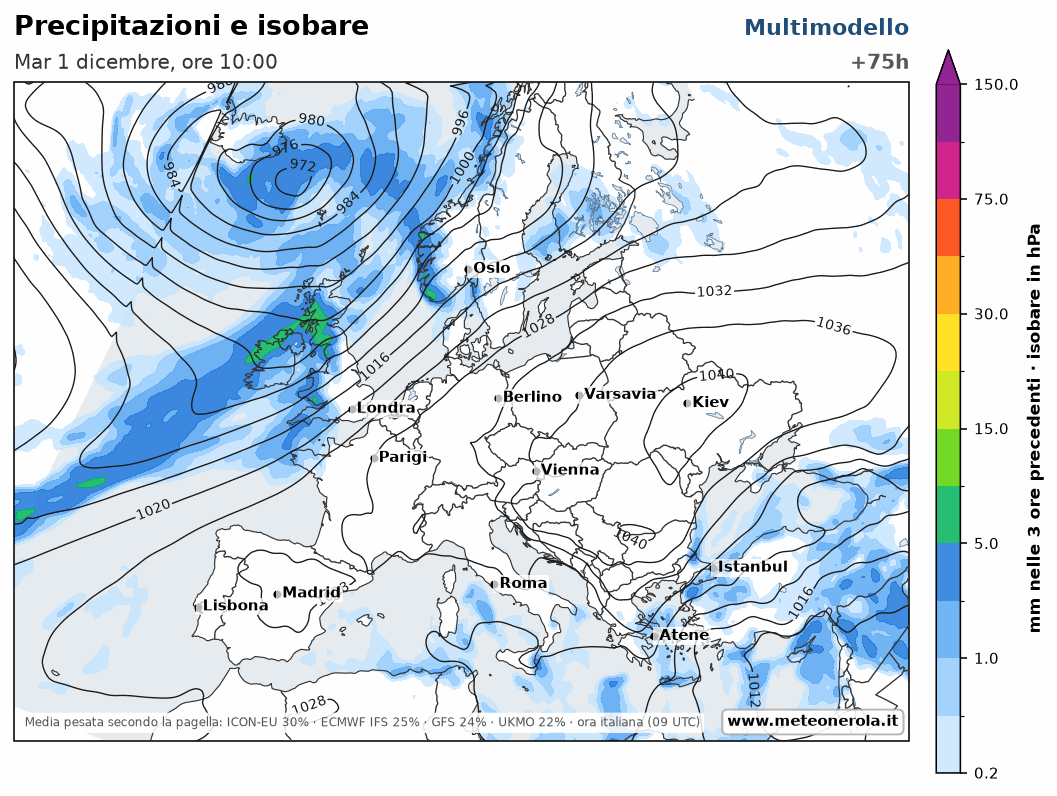 Precipitazioni e isobare
Multimodello
Mar 1 dicembre, ore 10:00
+75h
980
976
972
984
984
996
1000
Oslo
1032
1028
1036
1016
1040
Londra
Berlino
Varsavia
Kiev
Parigi
Vienna
1020
1040
Istanbul
Madrid
Roma
Lisbona
1016
Atene
1012
1028
Media pesata secondo la pagella: ICON-EU 30% · ECMWF IFS 25% · GFS 24% · UKMO 22% · ora italiana (09 UTC)
www.meteonerola.it
150.0
75.0
30.0
15.0
5.0
1.0
0.2
mm nelle 3 ore precedenti · isobare in hPa